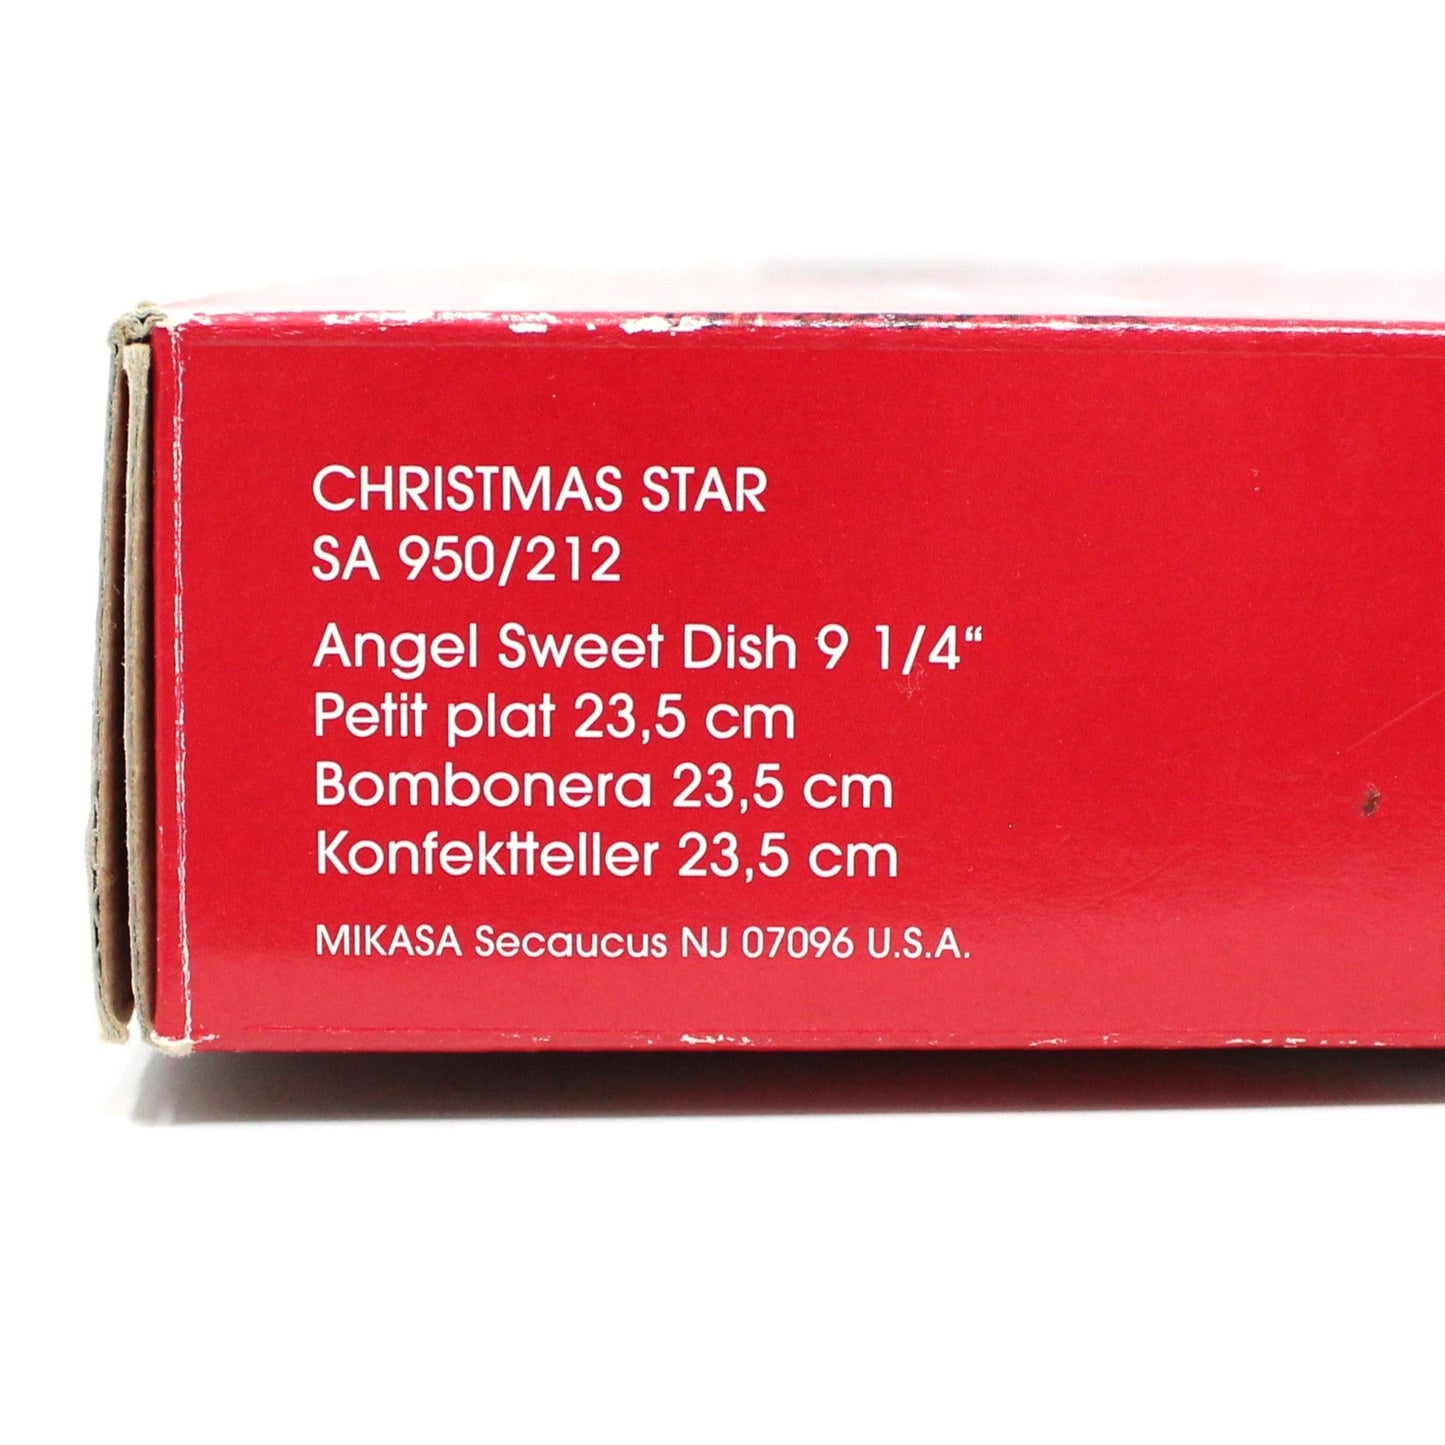 CHRISTMAS STAR
SA 950/212
Angel Sweet Dish 9 1/4“
Petit plat 23,5 cm
Bombonera 23,5 cm
Konfektteller 23,5 cm
MIKASA Secaucus NJ 07096 U.S.A.